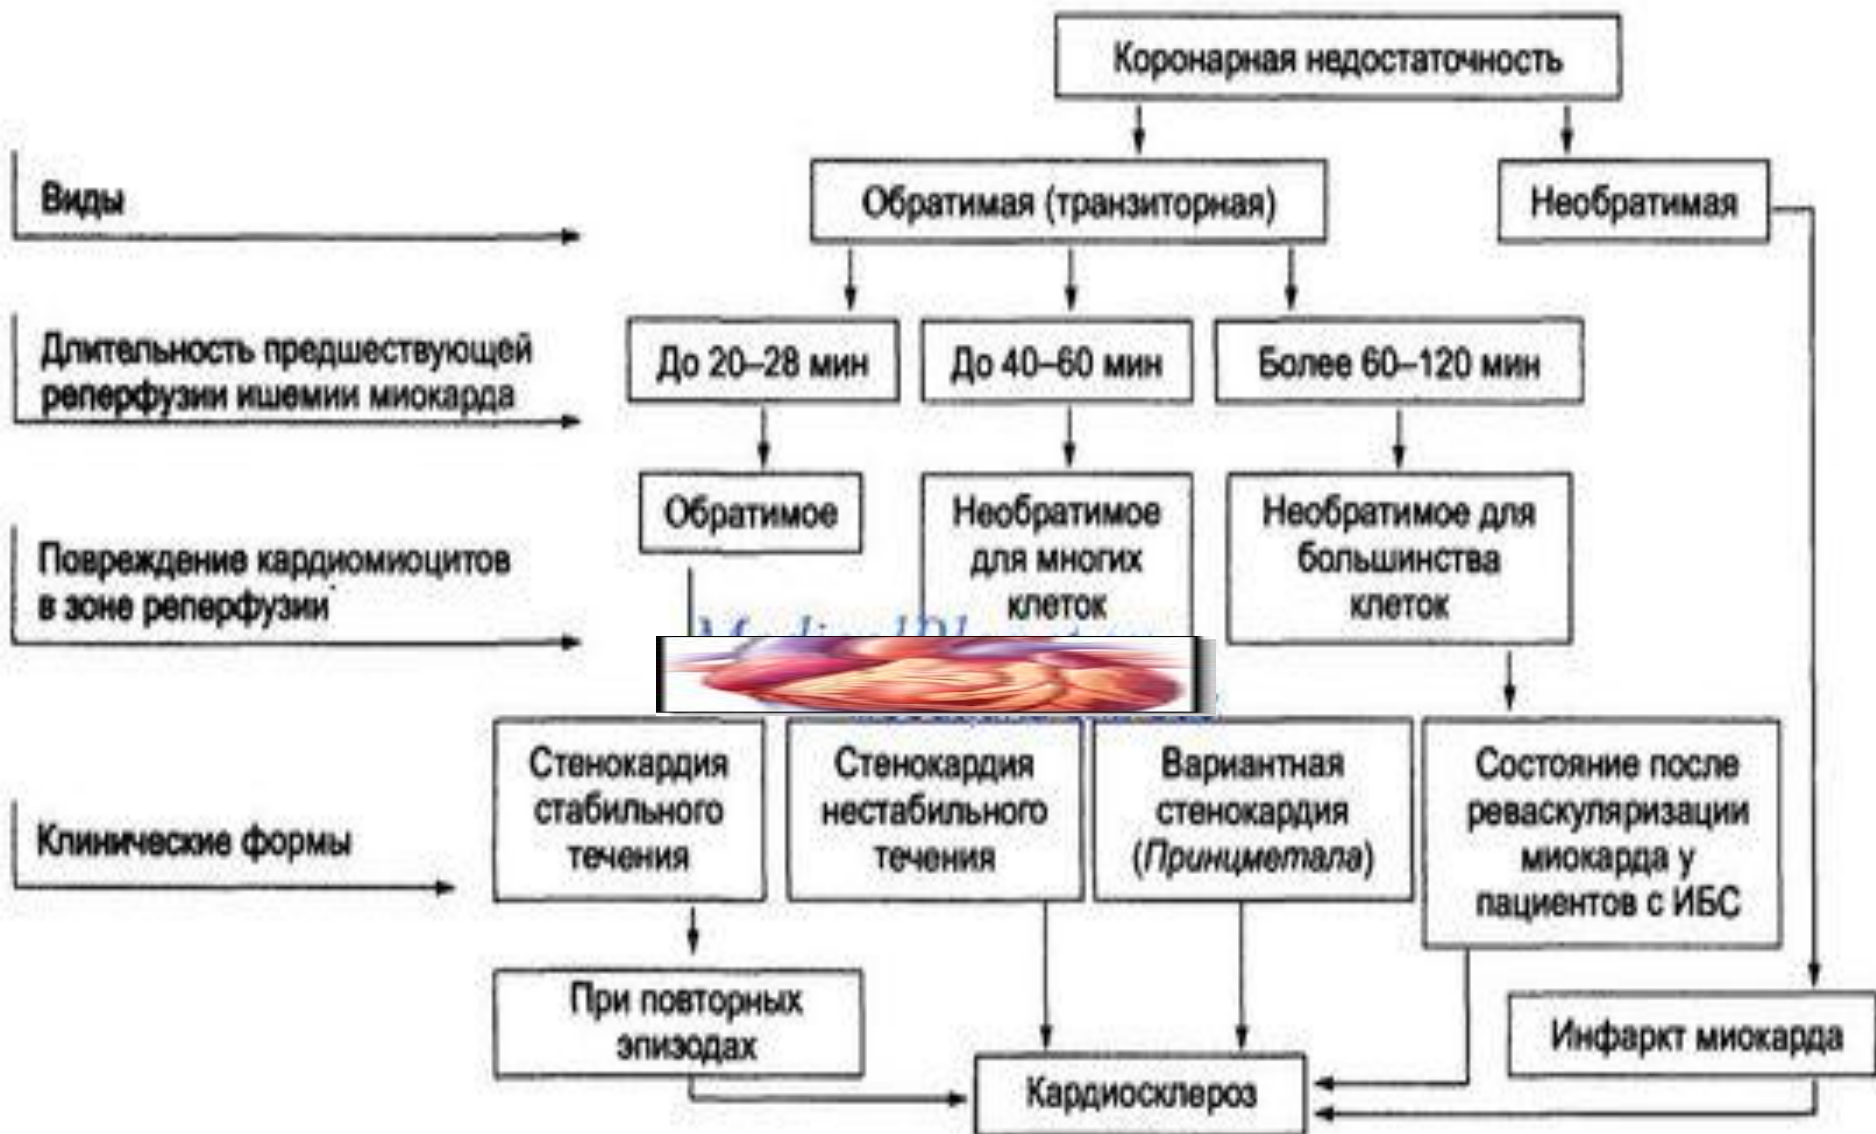 Коронарная недостаточность
Виды
Обратимая (транзиторная)
Необратимая
Длительность предшествующей
реперфузии ишемии миокарда
До 20–28 мин
До 40–60 мин
Более 60–120 мин
Повреждение кардиомиоцитов
в зоне реперфузии
Обратимое
Необратимое
для многих
клеток
Необратимое для
большинства
клеток
Клинические формы
Стенокардия
стабильного
течения
Стенокардия
нестабильного
течения
Вариантная
стенокардия
(Принцметала)
Состояние после
реваскуляризации
миокарда у
пациентов с ИБС
При повторных
эпизодах
Инфаркт миокарда
Кардиосклероз